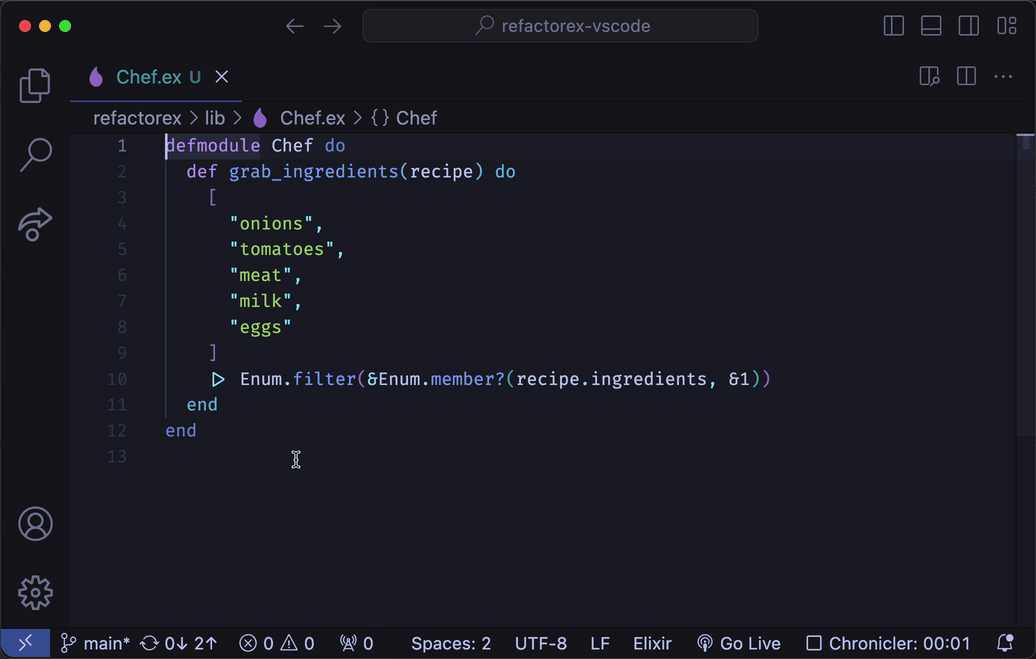 refactorex-vscode
Chef.ex U
refactorex > lib > Chef.ex > {} Chef
1 defmodule Chef do
2 def grab_ingredients(recipe) do
3 [
4 "onions",
5 "tomatoes",
6 "meat",
7 "milk",
8 "eggs"
9 ]
10 |> Enum.filter(&Enum.member?(recipe.ingredients, &1))
11 end
12 end
13
main* 0↓ 2↑ 0 0 0 Spaces: 2 UTF-8 LF Elixir Go Live Chronicler: 00:01